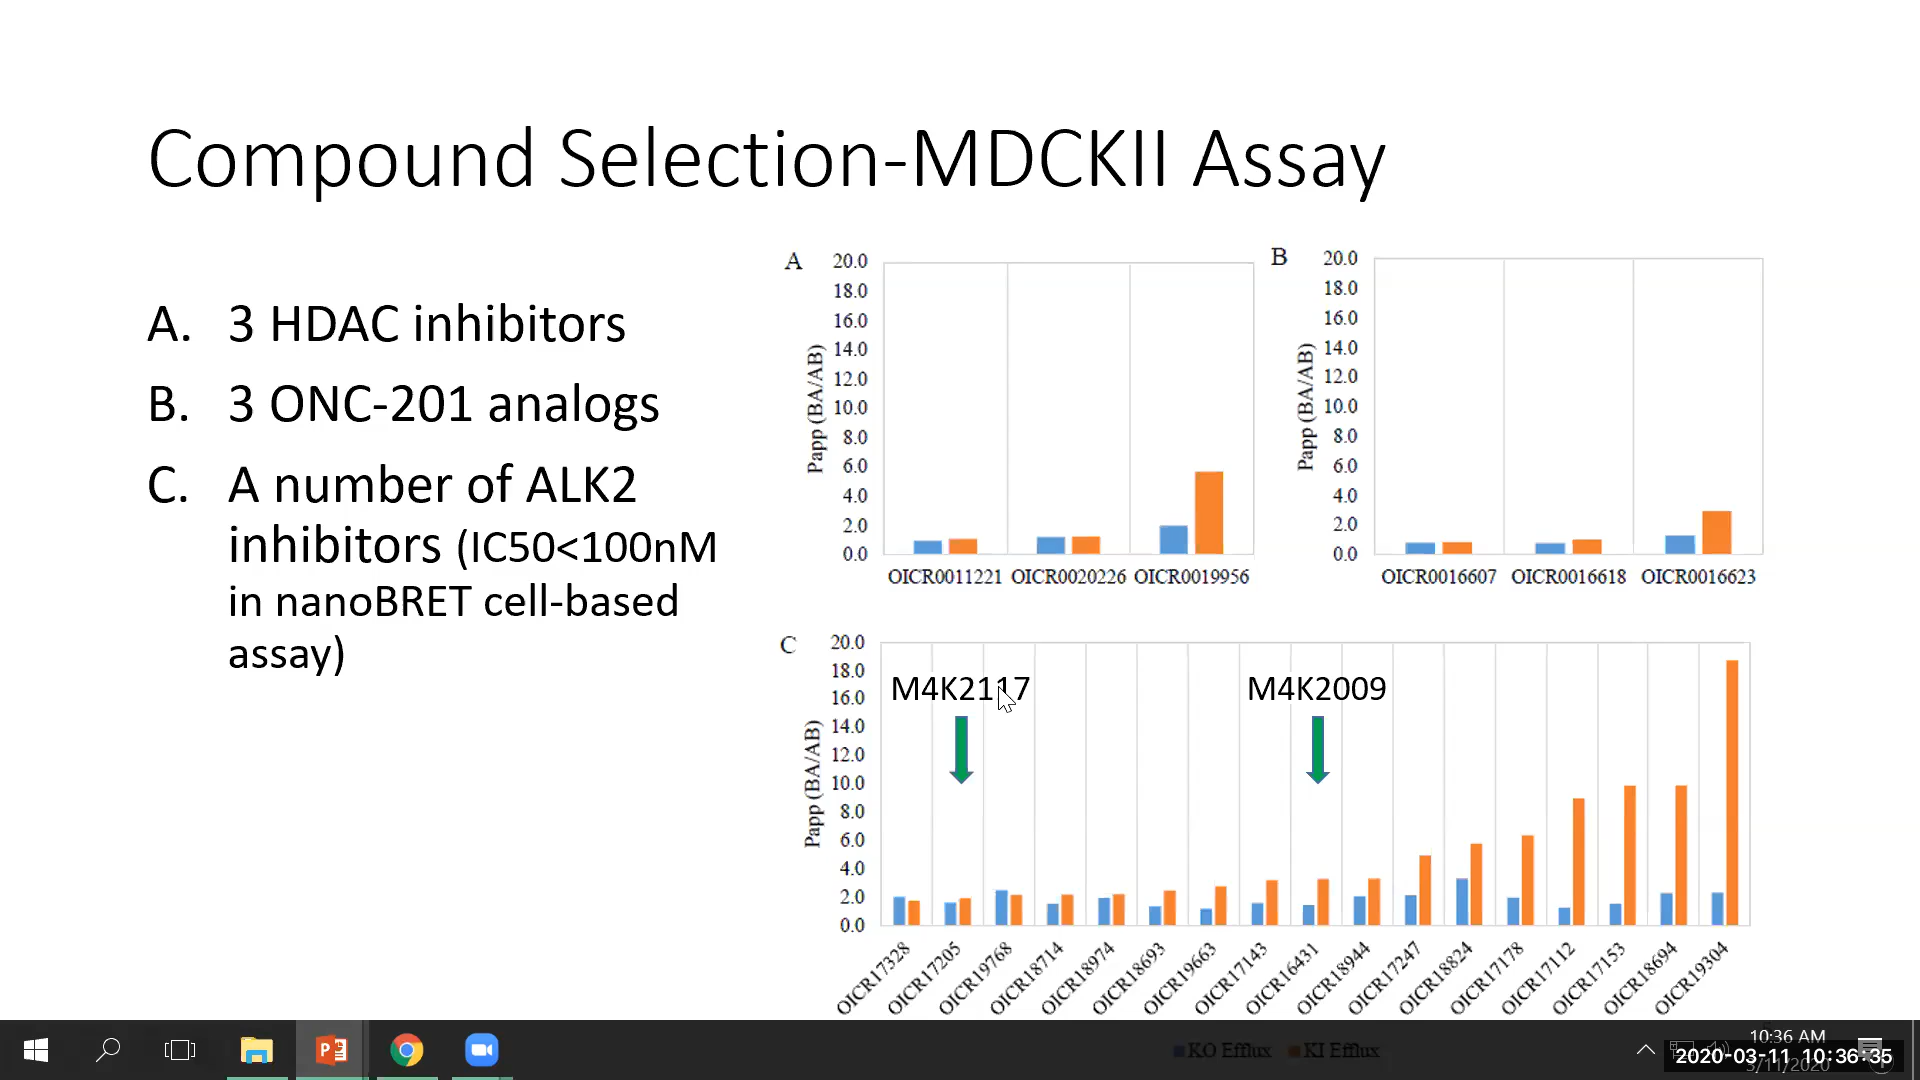 Compound Selection-MDCKII Assay
A. 3 HDAC inhibitors
B. 3 ONC-201 analogs
C. A number of ALK2
inhibitors (IC50<100nM
in nanoBRET cell-based
assay)
A
20.0
18.0
16.0
14.0
12.0
10.0
8.0
6.0
4.0
2.0
0.0
Papp (BA/AB)
OICR0011221 OICR0020226 OICR0019956
B
20.0
18.0
16.0
14.0
12.0
10.0
8.0
6.0
4.0
2.0
0.0
Papp (BA/AB)
OICR0016607 OICR0016618 OICR0016623
C
20.0
18.0
16.0
14.0
12.0
10.0
8.0
6.0
4.0
2.0
0.0
Papp (BA/AB)
M4K2117
M4K2009
OICR17328
OICR17205
OICR19768
OICR18714
OICR18974
OICR18693
OICR19663
OICR17143
OICR16431
OICR18944
OICR17247
OICR18824
OICR17178
OICR17112
OICR17153
OICR18694
OICR19304
KO Efflux KI Efflux
10:36 AM
2020-03-11 10:36:35
3/11/2020